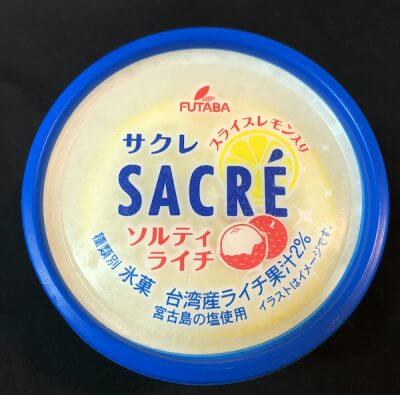 FUTABA
スライスレモン入り
サクレ
SACRÉ
ソルティ
ライチ
種類別 氷菓 台湾産ライチ果汁2%
宮古島の塩使用
イラストはイメージです。